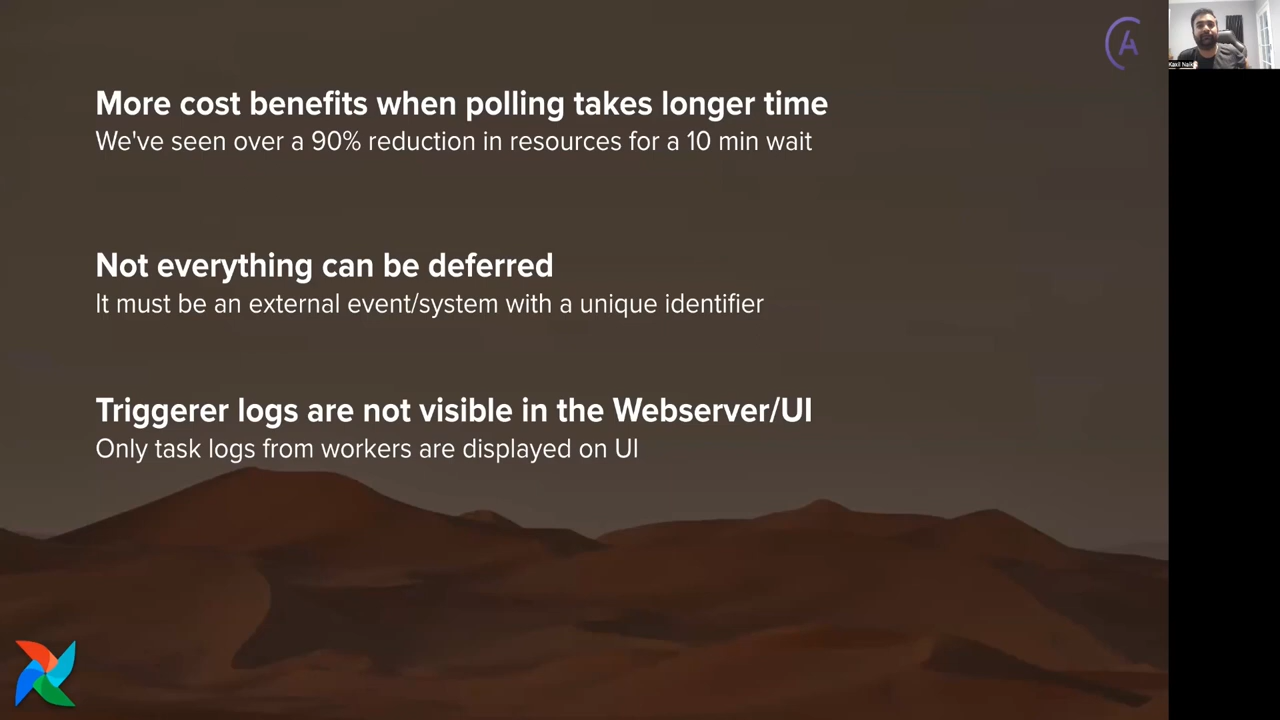 More cost benefits when polling takes longer time
We've seen over a 90% reduction in resources for a 10 min wait
Not everything can be deferred
It must be an external event/system with a unique identifier
Triggerer logs are not visible in the Webserver/UI
Only task logs from workers are displayed on UI
Kaxil Naik